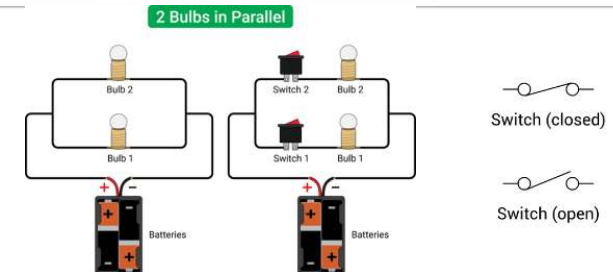 2 Bulbs in Parallel
Bulb 2
Bulb 1
+ −
+
−
−
+
Batteries
Switch 2 Bulb 2
Switch 1 Bulb 1
+ −
+
−
−
+
Batteries
Switch (closed)
Switch (open)